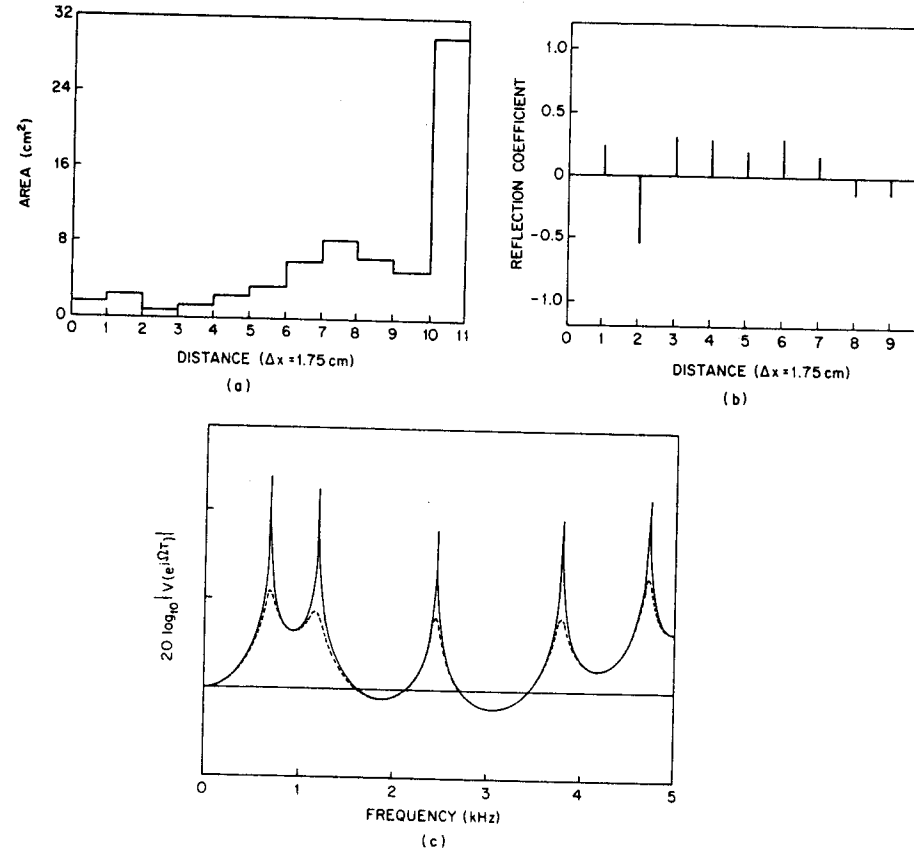 32
24
16
8
0
AREA (cm²)
0 1 2 3 4 5 6 7 8 9 10 11
DISTANCE (Δx = 1.75 cm)
(a)
1.0
0.5
0
-0.5
-1.0
REFLECTION COEFFICIENT
0 1 2 3 4 5 6 7 8 9
DISTANCE (Δx = 1.75 cm)
(b)
20 log₁₀ | V(e^{jΩT})|
0 1 2 3 4 5
FREQUENCY (kHz)
(c)